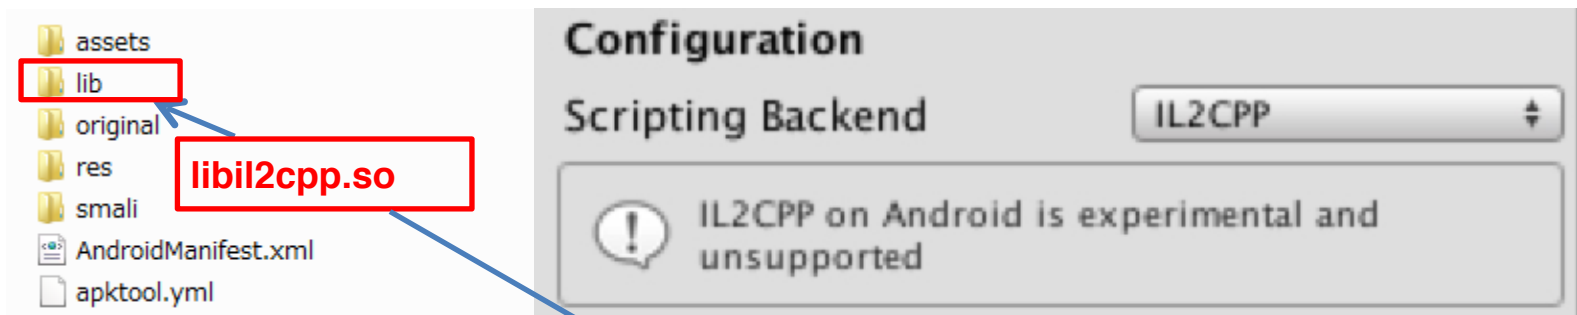 assets
lib
original
res
smali
AndroidManifest.xml
apktool.yml
libil2cpp.so
Configuration
Scripting Backend
IL2CPP
IL2CPP on Android is experimental and
unsupported